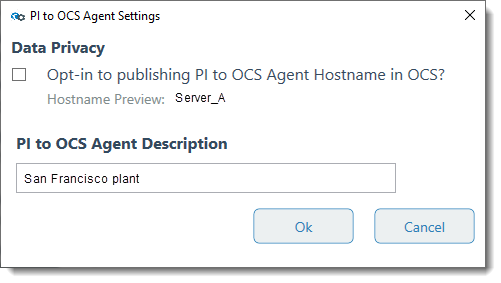 PI to OCS Agent Settings
Data Privacy
Opt-in to publishing PI to OCS Agent Hostname in OCS?
Hostname Preview: Server_A
PI to OCS Agent Description
San Francisco plant
Ok Cancel